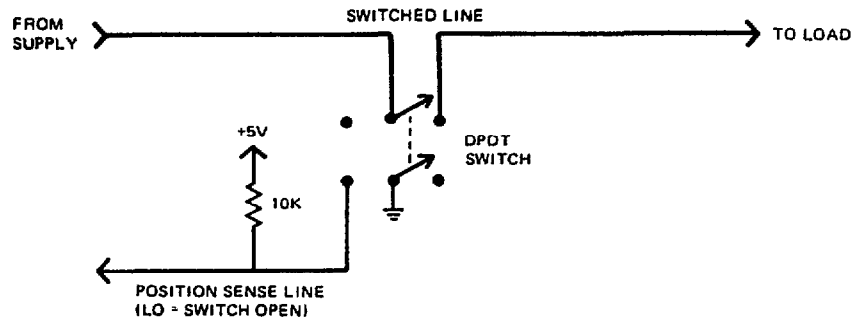 SWITCHED LINE
FROM
SUPPLY
TO LOAD
+5V
DPDT
SWITCH
10K
POSITION SENSE LINE
(LO = SWITCH OPEN)